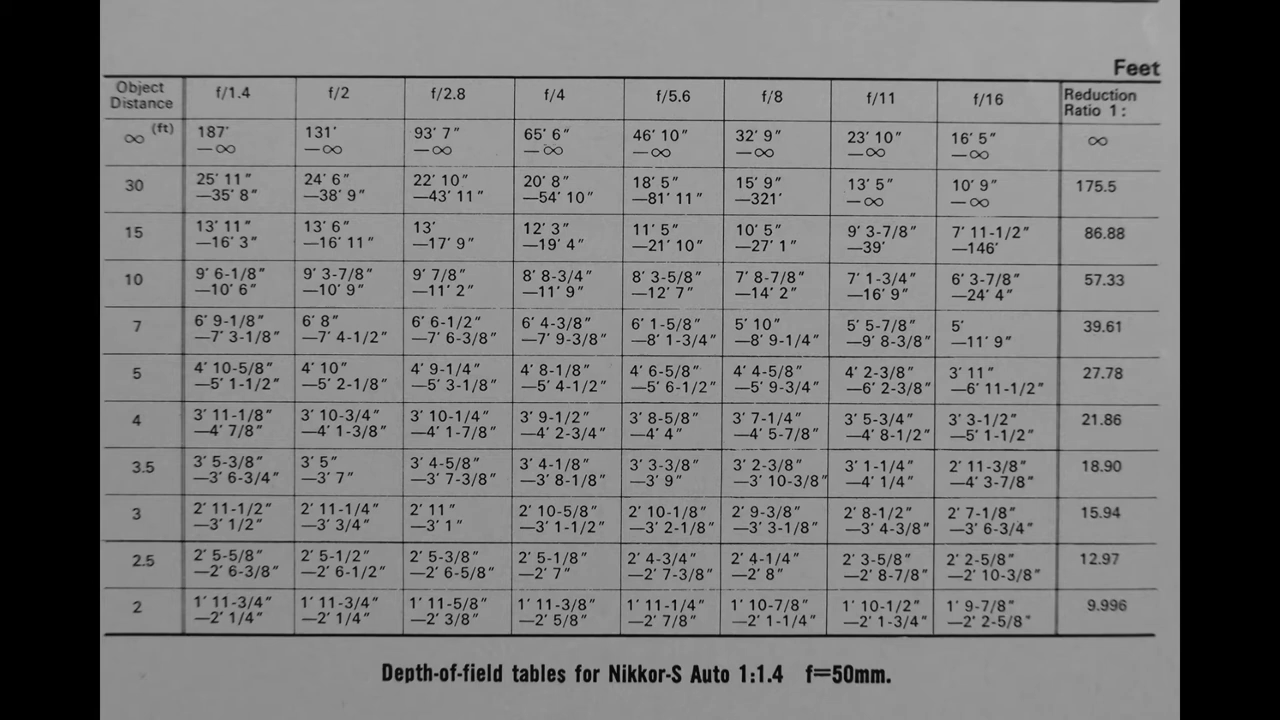 Feet
Object Distance f/1.4 f/2 f/2.8 f/4 f/5.6 f/8 f/11 f/16 Reduction Ratio 1:
∞ (ft) 187′ 131′ 93′ 7″ 65′ 6″ 46′ 10″ 32′ 9″ 23′ 10″ 16′ 5″ ∞
—∞ —∞ —∞ —∞ —∞ —∞ —∞ —∞
30 25′ 11″ 24′ 6″ 22′ 10″ 20′ 8″ 18′ 5″ 15′ 9″ 13′ 5″ 10′ 9″ 175.5
—35′ 8″ —38′ 9″ —43′ 11″ —54′ 10″ —81′ 11″ —321′ —∞ —∞
15 13′ 11″ 13′ 6″ 13′ 12′ 3″ 11′ 5″ 10′ 5″ 9′ 3-7/8″ 7′ 11-1/2″ 86.88
—16′ 3″ —16′ 11″ —17′ 9″ —19′ 4″ —21′ 10″ —27′ 1″ —39′ —146′
10 9′ 6-1/8″ 9′ 3-7/8″ 9′ 7/8″ 8′ 8-3/4″ 8′ 3-5/8″ 7′ 8-7/8″ 7′ 1-3/4″ 6′ 3-7/8″ 57.33
—10′ 6″ —10′ 9″ —11′ 2″ —11′ 9″ —12′ 7″ —14′ 2″ —16′ 9″ —24′ 4″
7 6′ 9-1/8″ 6′ 8″ 6′ 6-1/2″ 6′ 4-3/8″ 6′ 1-5/8″ 5′ 10″ 5′ 5-7/8″ 5′ 39.61
—7′ 3-1/8″ —7′ 4-1/2″ —7′ 6-3/8″ —7′ 9-3/8″ —8′ 1-3/4″ —8′ 9-1/4″ —9′ 8-3/8″ —11′ 9″
5 4′ 10-5/8″ 4′ 10″ 4′ 9-1/4″ 4′ 8-1/8″ 4′ 6-5/8″ 4′ 4-5/8″ 4′ 2-3/8″ 3′ 11″ 27.78
—5′ 1-1/2″ —5′ 2-1/8″ —5′ 3-1/8″ —5′ 4-1/2″ —5′ 6-1/2″ —5′ 9-3/4″ —6′ 2-3/8″ —6′ 11-1/2″
4 3′ 11-1/8″ 3′ 10-3/4″ 3′ 10-1/4″ 3′ 9-1/2″ 3′ 8-5/8″ 3′ 7-1/4″ 3′ 5-3/4″ 3′ 3-1/2″ 21.86
—4′ 7/8″ —4′ 1-3/8″ —4′ 1-7/8″ —4′ 2-3/4″ —4′ 4″ —4′ 5-7/8″ —4′ 8-1/2″ —5′ 1-1/2″
3.5 3′ 5-3/8″ 3′ 5″ 3′ 4-5/8″ 3′ 4-1/8″ 3′ 3-3/8″ 3′ 2-3/8″ 3′ 1-1/4″ 2′ 11-3/8″ 18.90
—3′ 6-3/4″ —3′ 7″ —3′ 7-3/8″ —3′ 8-1/8″ —3′ 9″ —3′ 10-3/8″ —4′ 1/4″ —4′ 3-7/8″
3 2′ 11-1/2″ 2′ 11-1/4″ 2′ 11″ 2′ 10-5/8″ 2′ 10-1/8″ 2′ 9-3/8″ 2′ 8-1/2″ 2′ 7-1/8″ 15.94
—3′ 1/2″ —3′ 3/4″ —3′ 1″ —3′ 1-1/2″ —3′ 2-1/8″ —3′ 3-1/8″ —3′ 4-3/8″ —3′ 6-3/4″
2.5 2′ 5-5/8″ 2′ 5-1/2″ 2′ 5-3/8″ 2′ 5-1/8″ 2′ 4-3/4″ 2′ 4-1/4″ 2′ 3-5/8″ 2′ 2-5/8″ 12.97
—2′ 6-3/8″ —2′ 6-1/2″ —2′ 6-5/8″ —2′ 7″ —2′ 7-3/8″ —2′ 8″ —2′ 8-7/8″ —2′ 10-3/8″
2 1′ 11-3/4″ 1′ 11-3/4″ 1′ 11-5/8″ 1′ 11-3/8″ 1′ 11-1/4″ 1′ 10-7/8″ 1′ 10-1/2″ 1′ 9-7/8″ 9.996
—2′ 1/4″ —2′ 1/4″ —2′ 3/8″ —2′ 5/8″ —2′ 7/8″ —2′ 1-1/4″ —2′ 1-3/4″ —2′ 2-5/8″
Depth-of-field tables for Nikkor-S Auto 1:1.4 f=50mm.